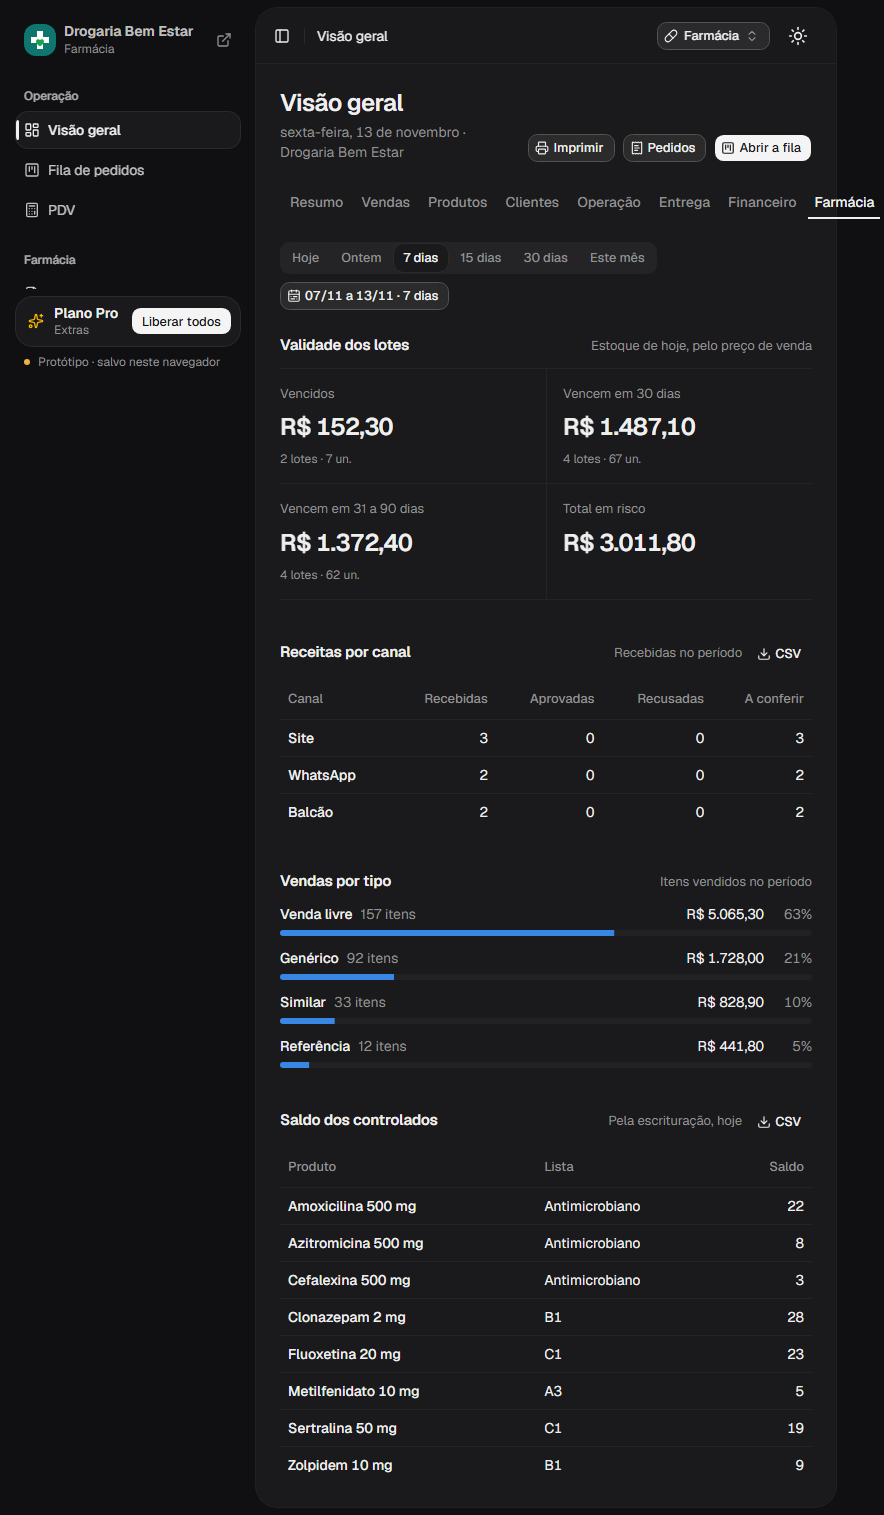 Drogaria Bem Estar
Farmácia
Operação
Visão geral
Fila de pedidos
PDV
Farmácia
Plano Pro
Extras
Liberar todos
Protótipo · salvo neste navegador
Visão geral
Farmácia
Visão geral
sexta-feira, 13 de novembro ·
Drogaria Bem Estar
Imprimir
Pedidos
Abrir a fila
Resumo Vendas Produtos Clientes Operação Entrega Financeiro Farmácia
Hoje Ontem 7 dias 15 dias 30 dias Este mês
07/11 a 13/11 · 7 dias
Validade dos lotes Estoque de hoje, pelo preço de venda
Vencidos
R$ 152,30
2 lotes · 7 un.
Vencem em 30 dias
R$ 1.487,10
4 lotes · 67 un.
Vencem em 31 a 90 dias
R$ 1.372,40
4 lotes · 62 un.
Total em risco
R$ 3.011,80
Receitas por canal Recebidas no período CSV
Canal Recebidas Aprovadas Recusadas A conferir
Site 3 0 0 3
WhatsApp 2 0 0 2
Balcão 2 0 0 2
Vendas por tipo Itens vendidos no período
Venda livre 157 itens R$ 5.065,30 63%
Genérico 92 itens R$ 1.728,00 21%
Similar 33 itens R$ 828,90 10%
Referência 12 itens R$ 441,80 5%
Saldo dos controlados Pela escrituração, hoje CSV
Produto Lista Saldo
Amoxicilina 500 mg Antimicrobiano 22
Azitromicina 500 mg Antimicrobiano 8
Cefalexina 500 mg Antimicrobiano 3
Clonazepam 2 mg B1 28
Fluoxetina 20 mg C1 23
Metilfenidato 10 mg A3 5
Sertralina 50 mg C1 19
Zolpidem 10 mg B1 9